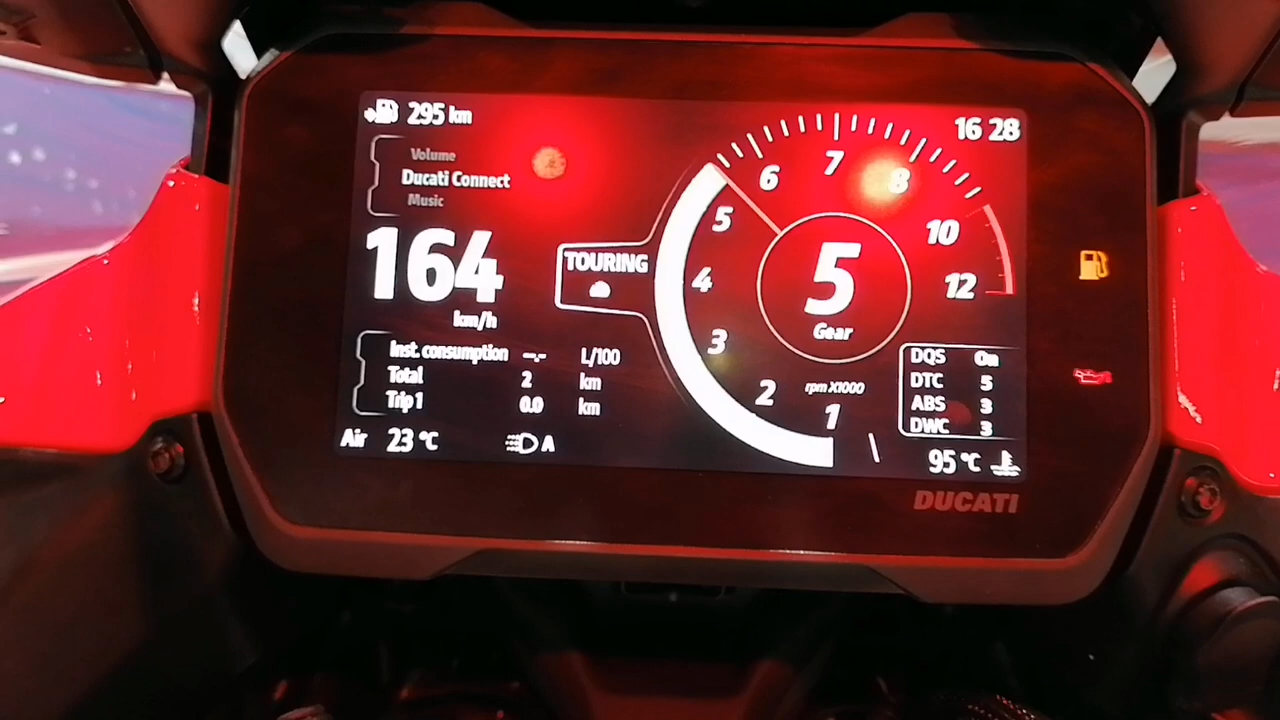 295 km
16 28
Volume
Ducati Connect
Music
164
km/h
TOURING
Inst. consumption --.- L/100
Total 2 km
Trip 1 0.0 km
Air 23 °C
A
1
2
3
4
5
6
7
8
10
12
5
Gear
rpm X1000
DQS On
DTC 5
ABS 3
DWC 3
95 °C
DUCATI